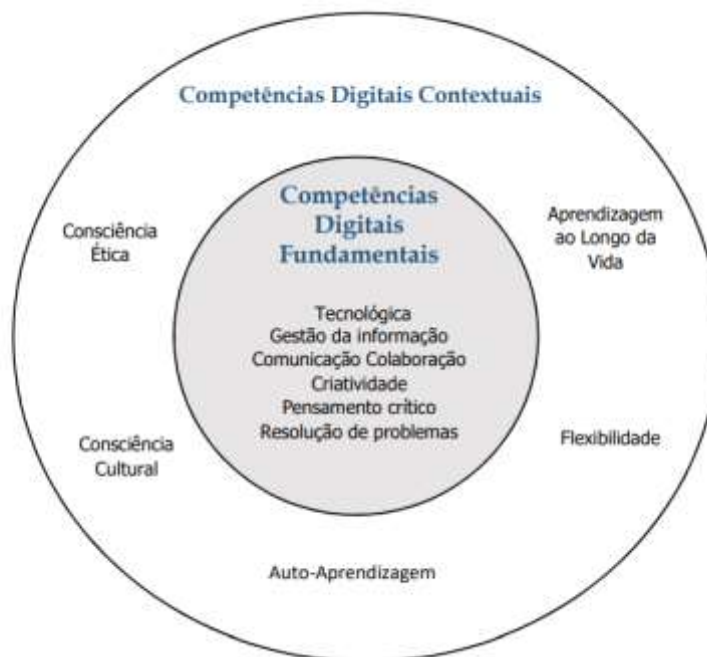 Competências Digitais Contextuais
Competências
Digitais
Fundamentais
Consciência
Ética
Aprendizagem
ao Longo da
Vida
Tecnológica
Gestão da informação
Comunicação Colaboração
Criatividade
Pensamento crítico
Resolução de problemas
Consciência
Cultural
Flexibilidade
Auto-Aprendizagem